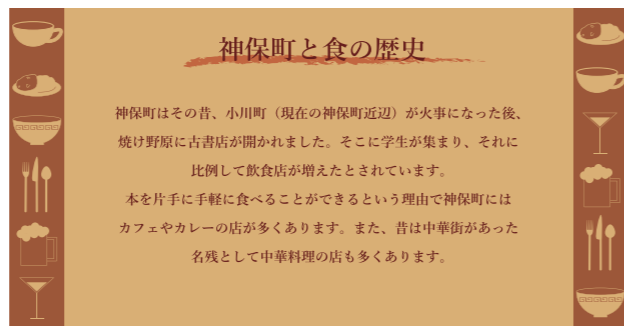 神保町と食の歴史
神保町はその昔、小川町（現在の神保町近辺）が火事になった後、
焼け野原に古書店が開かれました。そこに学生が集まり、それに
比例して飲食店が増えたとされています。
本を片手に手軽に食べることができるという理由で神保町には
カフェやカレーの店が多くあります。また、昔は中華街があった
名残として中華料理の店も多くあります。